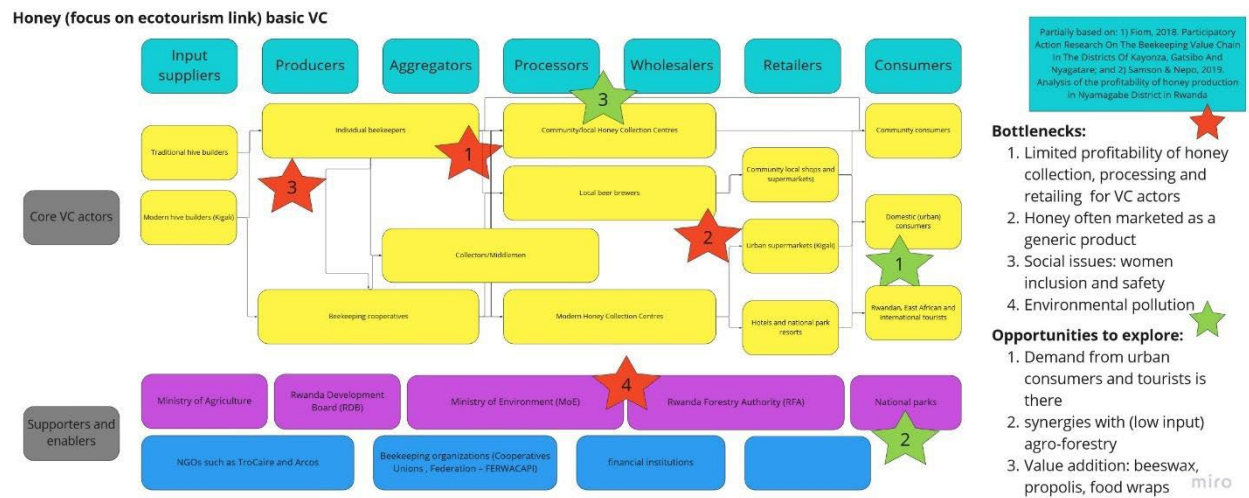 Honey (focus on ecotourism link) basic VC
Input
suppliers
Producers
Aggregators
Processors
Wholesalers
Retailers
Consumers
Partially based on: 1) Fiom, 2018. Participatory
Action Research On The Beekeeping Value Chain
In The Districts Of Kayonza, Gatsibo And
Nyagatare; and 2) Samson & Nepo, 2019.
Analysis of the profitability of honey production
in Nyamagabe District in Rwanda
Core VC actors
Traditional hive builders
Modern hive builders (Kigali)
Individual beekeepers
3
1
Collectors/Middlemen
Beekeeping cooperatives
3
Community/local Honey Collection Centres
Local beer brewers
2
Modern Honey Collection Centres
Community local shops and
supermarkets)
Urban supermarkets (Kigali)
Hotels and national park
resorts
Community consumers
Domestic (urban)
consumers
1
Rwandan, East African and
international tourists
Supporters and
enablers
Ministry of Agriculture
Rwanda Development
Board (RDB)
Ministry of Environment (MoE)
4
Rwanda Forestry Authority (RFA)
National parks
2
NGOs such as TroCaire and Arcos
Beekeeping organizations (Cooperatives
Unions , Federation – FERWACAPI)
financial institutions
Bottlenecks:
1. Limited profitability of honey
collection, processing and
retailing for VC actors
2. Honey often marketed as a
generic product
3. Social issues: women
inclusion and safety
4. Environmental pollution
Opportunities to explore:
1. Demand from urban
consumers and tourists is
there
2. synergies with (low input)
agro-forestry
3. Value addition: beeswax,
propolis, food wraps
miro